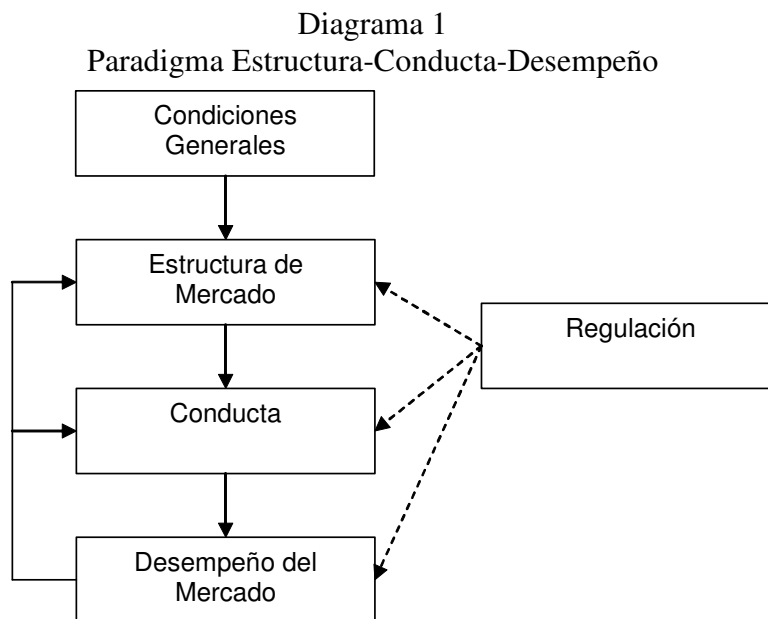 Diagrama 1
Paradigma Estructura-Conducta-Desempeño
Condiciones
Generales
Estructura de
Mercado
Regulación
Conducta
Desempeño del
Mercado